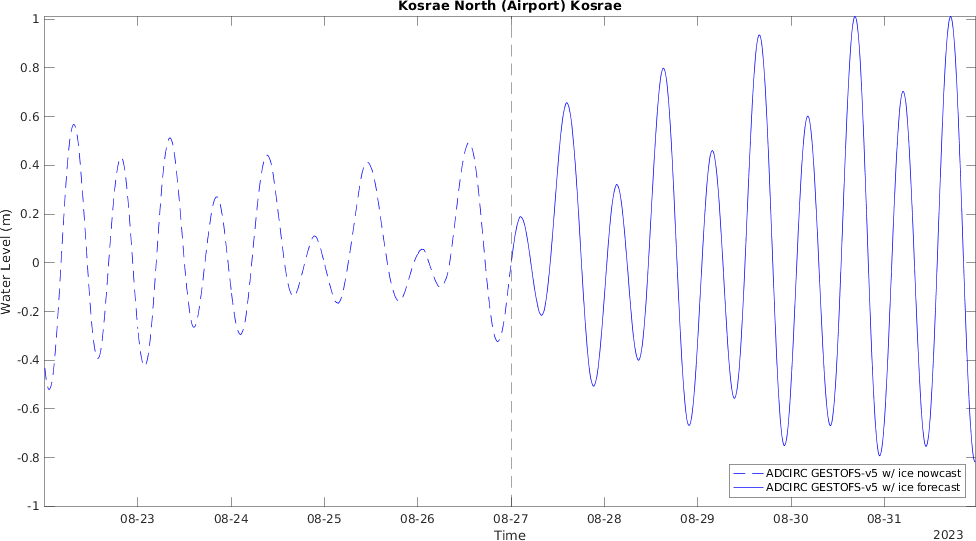 Kosrae North (Airport) Kosrae
Water Level (m)
1
0.8
0.6
0.4
0.2
0
-0.2
-0.4
-0.6
-0.8
-1
ADCIRC GESTOFS-v5 w/ ice nowcast
ADCIRC GESTOFS-v5 w/ ice forecast
08-23 08-24 08-25 08-26 08-27 08-28 08-29 08-30 08-31
Time
2023